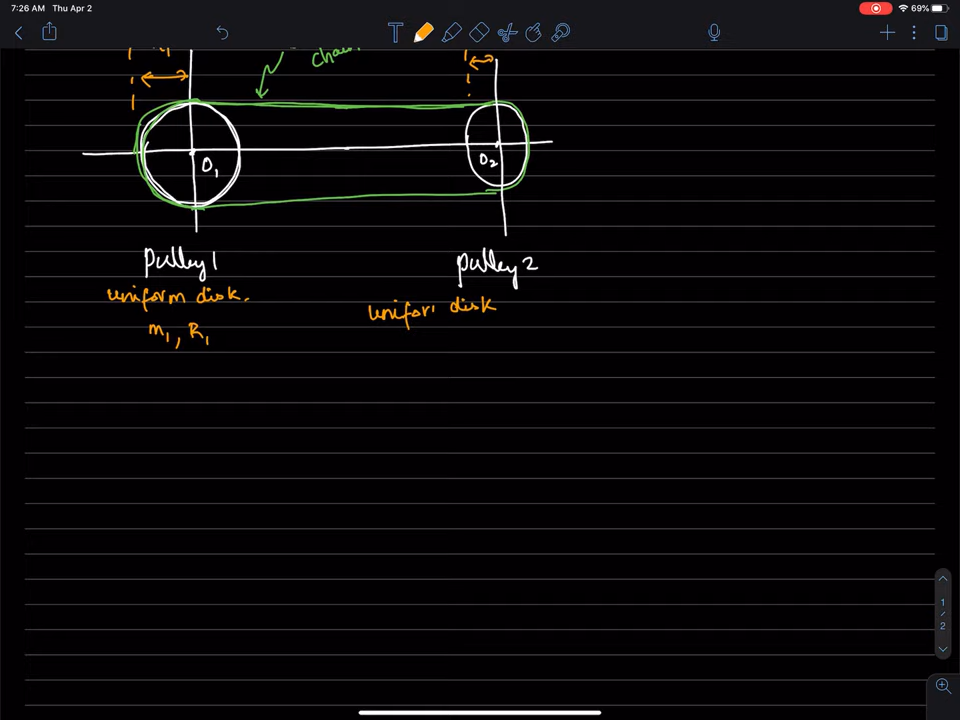 7:26 AM Thu Apr 2
69%
T
O₁
O₂
pulley 1
pulley 2
uniform disk.
unifor' disk
m₁, R₁
1
/
2